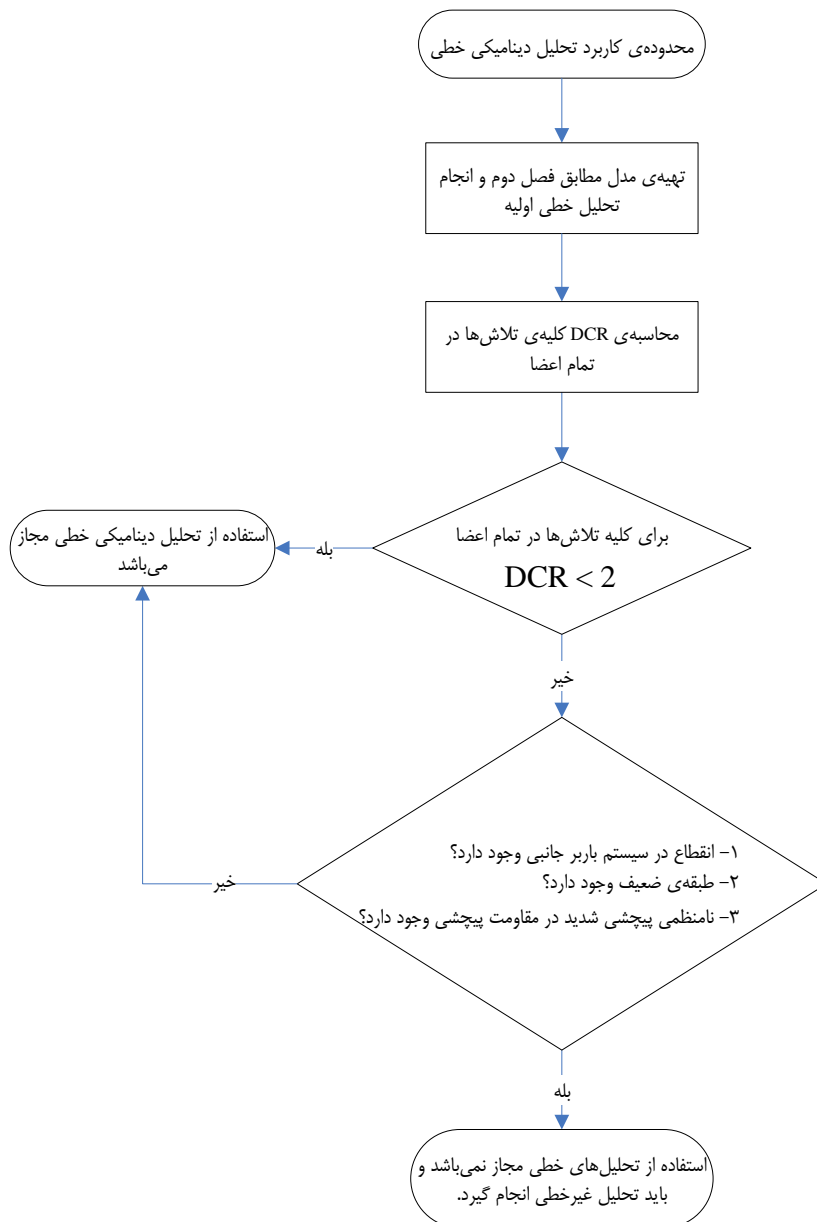 محدوده‌ی کاربرد تحلیل دینامیکی خطی
تهیه‌ی مدل مطابق فصل دوم و انجام
تحلیل خطی اولیه
محاسبه‌ی DCR کلیه‌ی تلاش‌ها در
تمام اعضا
برای کلیه تلاش‌ها در تمام اعضا
DCR < 2
بله
استفاده از تحلیل دینامیکی خطی مجاز
می‌باشد
خیر
۱- انقطاع در سیستم باربر جانبی وجود دارد؟
۲- طبقه‌ی ضعیف وجود دارد؟
۳- نامنظمی پیچشی شدید در مقاومت پیچشی وجود دارد؟
خیر
بله
استفاده از تحلیل‌های خطی مجاز نمی‌باشد و
باید تحلیل غیرخطی انجام گیرد.